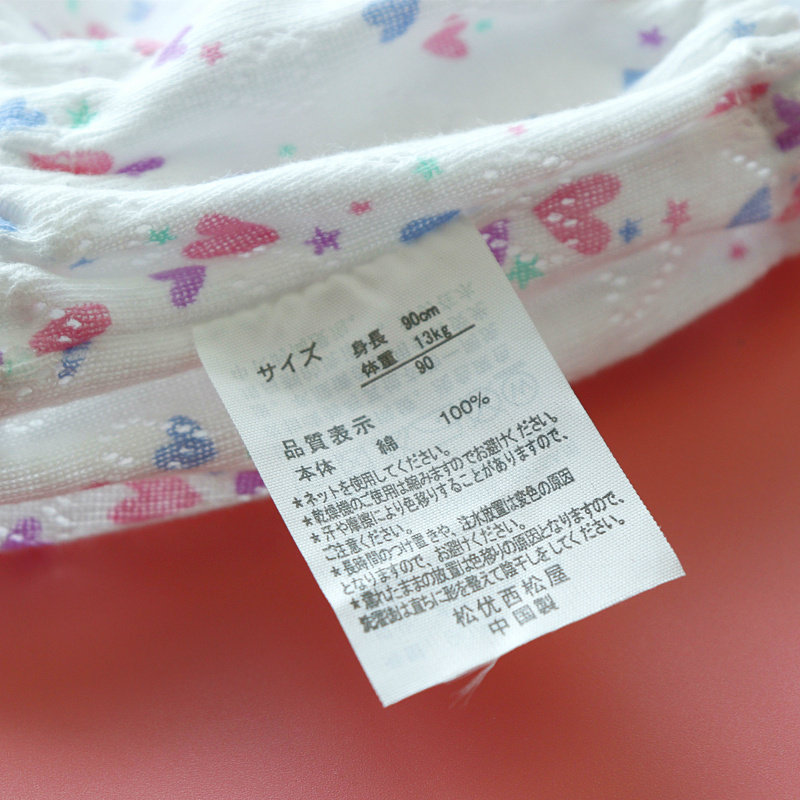 サイズ 身長 90cm
体重 13kg
90
品質表示
本体 綿 100%
★ネットを使用してください。
★乾燥機のご使用は縮みますのでお避けください。
★汗や摩擦により色移りすることがありますので、
ご注意ください。
★長時間のつけ置きや、注水放置は変色の原因
となりますので、お避けください。
★濡れたままの放置は色移りの原因となりますので、
洗濯後は直ちに形を整えて陰干しをしてください。
松优西松屋
中国製